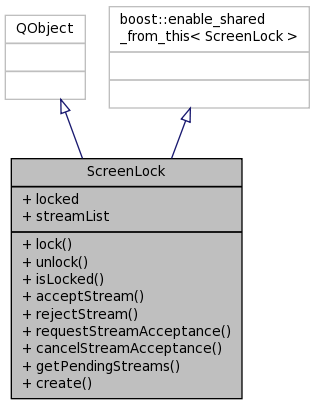 QObject
boost::enable_shared
_from_this< ScreenLock >
ScreenLock
+ locked
+ streamList
+ lock()
+ unlock()
+ isLocked()
+ acceptStream()
+ rejectStream()
+ requestStreamAcceptance()
+ cancelStreamAcceptance()
+ getPendingStreams()
+ create()